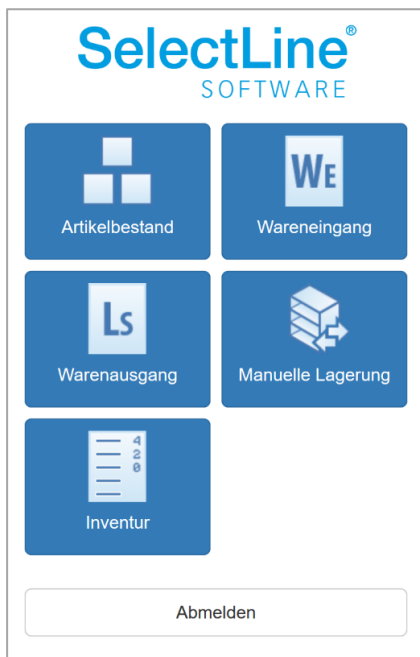 SelectLine®
SOFTWARE
Artikelbestand
WE
Wareneingang
LS
Warenausgang
Manuelle Lagerung
4
2
0
Inventur
Abmelden